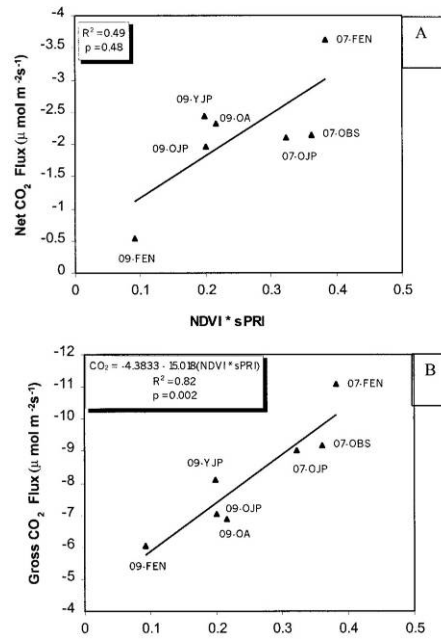 A
R² = 0.49
p = 0.48
Net CO₂ Flux (µ mol m⁻²s⁻¹)
-4
-3.5
-3
-2.5
-2
-1.5
-1
-0.5
0
07-FEN
09-YJP
09-OA
09-OJP
07-OBS
07-OJP
09-FEN
0 0.1 0.2 0.3 0.4 0.5
NDVI * sPRI
B
CO₂ = -4.3833 - 15.018(NDVI * sPRI)
R² = 0.82
p = 0.002
Gross CO₂ Flux (µ mol m⁻²s⁻¹)
-12
-11
-10
-9
-8
-7
-6
-5
-4
07-FEN
07-OBS
09-YJP
07-OJP
09-OJP
09-OA
09-FEN
0 0.1 0.2 0.3 0.4 0.5